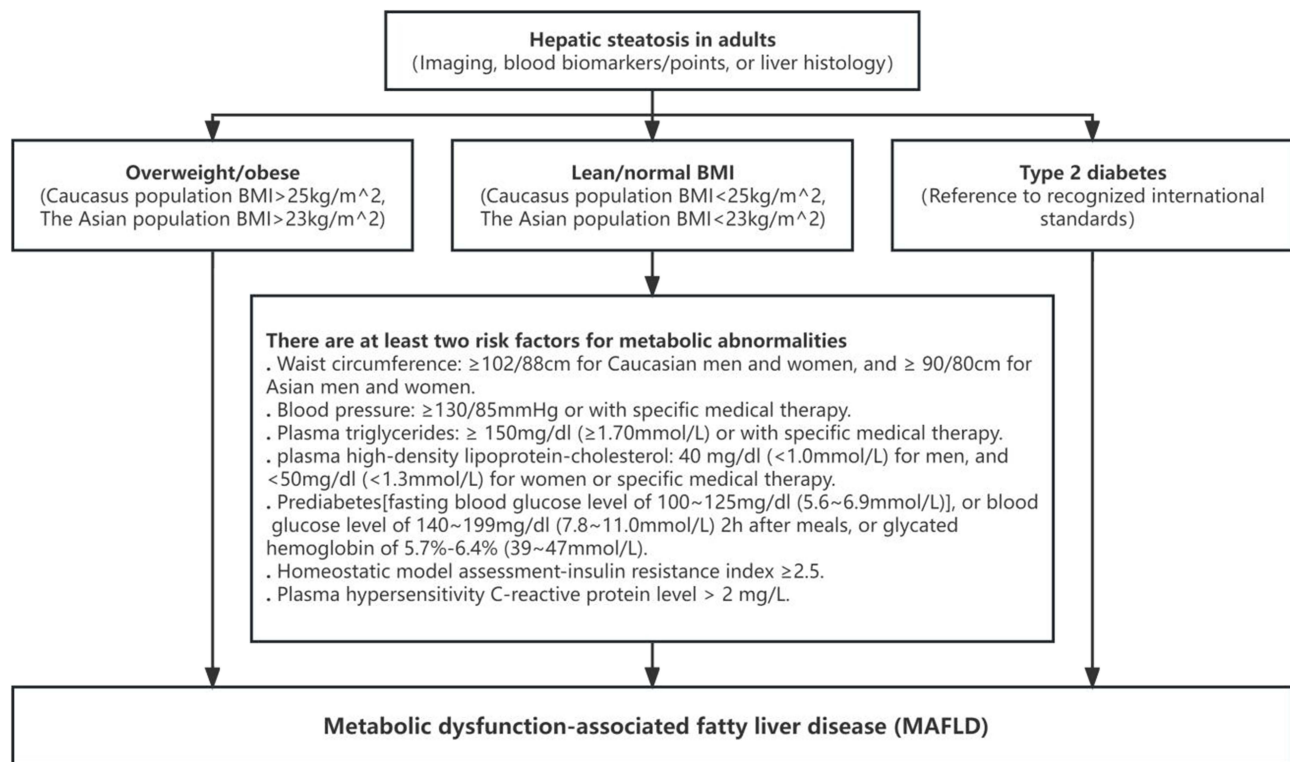 Hepatic steatosis in adults
(Imaging, blood biomarkers/points, or liver histology)
Overweight/obese
(Caucasus population BMI>25kg/m^2,
The Asian population BMI>23kg/m^2)
Lean/normal BMI
(Caucasus population BMI<25kg/m^2,
The Asian population BMI<23kg/m^2)
Type 2 diabetes
(Reference to recognized international
standards)
There are at least two risk factors for metabolic abnormalities
. Waist circumference: ≥102/88cm for Caucasian men and women, and ≥ 90/80cm for
Asian men and women.
. Blood pressure: ≥130/85mmHg or with specific medical therapy.
. Plasma triglycerides: ≥ 150mg/dl (≥1.70mmol/L) or with specific medical therapy.
. plasma high-density lipoprotein-cholesterol: 40 mg/dl (<1.0mmol/L) for men, and
<50mg/dl (<1.3mmol/L) for women or specific medical therapy.
. Prediabetes[fasting blood glucose level of 100~125mg/dl (5.6~6.9mmol/L)], or blood
glucose level of 140~199mg/dl (7.8~11.0mmol/L) 2h after meals, or glycated
hemoglobin of 5.7%-6.4% (39~47mmol/L).
. Homeostatic model assessment-insulin resistance index ≥2.5.
. Plasma hypersensitivity C-reactive protein level > 2 mg/L.
Metabolic dysfunction-associated fatty liver disease (MAFLD)